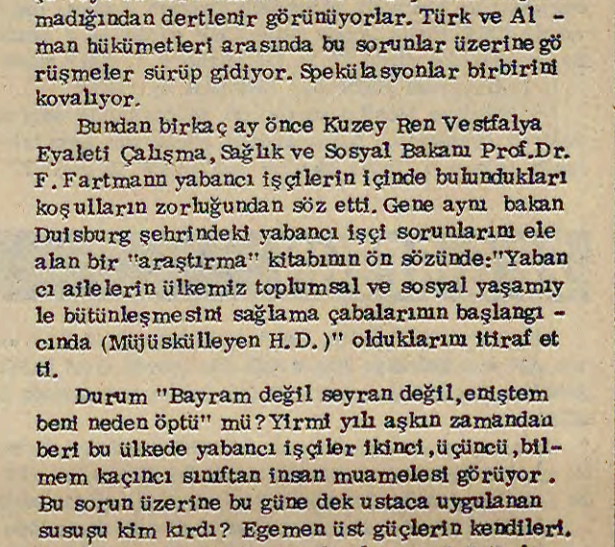 madığından dertlenir görünüyorlar. Türk ve Al -
man hükümetleri arasında bu sorunlar üzerine gö
rüşmeler sürüp gidiyor. Spekülasyonlar birbirini
kovalıyor.
Bundan birkaç ay önce Kuzey Ren Vestfalya
Eyaleti Çalışma, Sağlık ve Sosyal Bakanı Prof.Dr.
F. Fartmann yabancı işçilerin içinde bulundukları
koşulların zorluğundan söz etti. Gene aynı bakan
Duisburg şehrindeki yabancı işçi sorunlarını ele
alan bir "araştırma" kitabının ön sözünde:"Yaban
cı ailelerin ülkemiz toplumsal ve sosyal yaşamıy
le bütünleşmesini sağlama çabalarının başlangı -
cında (Müjüskülleyen H.D.)" olduklarını itiraf et
ti.
Durum "Bayram değil seyran değil,eniştem
beni neden öptü" mü? Yirmi yılı aşkın zamandan
beri bu ülkede yabancı işçiler ikinci ,üçüncü ,bil-
mem kaçıncı sınıftan insan muamelesi görüyor .
Bu sorun üzerine bu güne dek ustaca uygulanan
sususu kim kırdı? Egemen üst güçlerin kendileri.